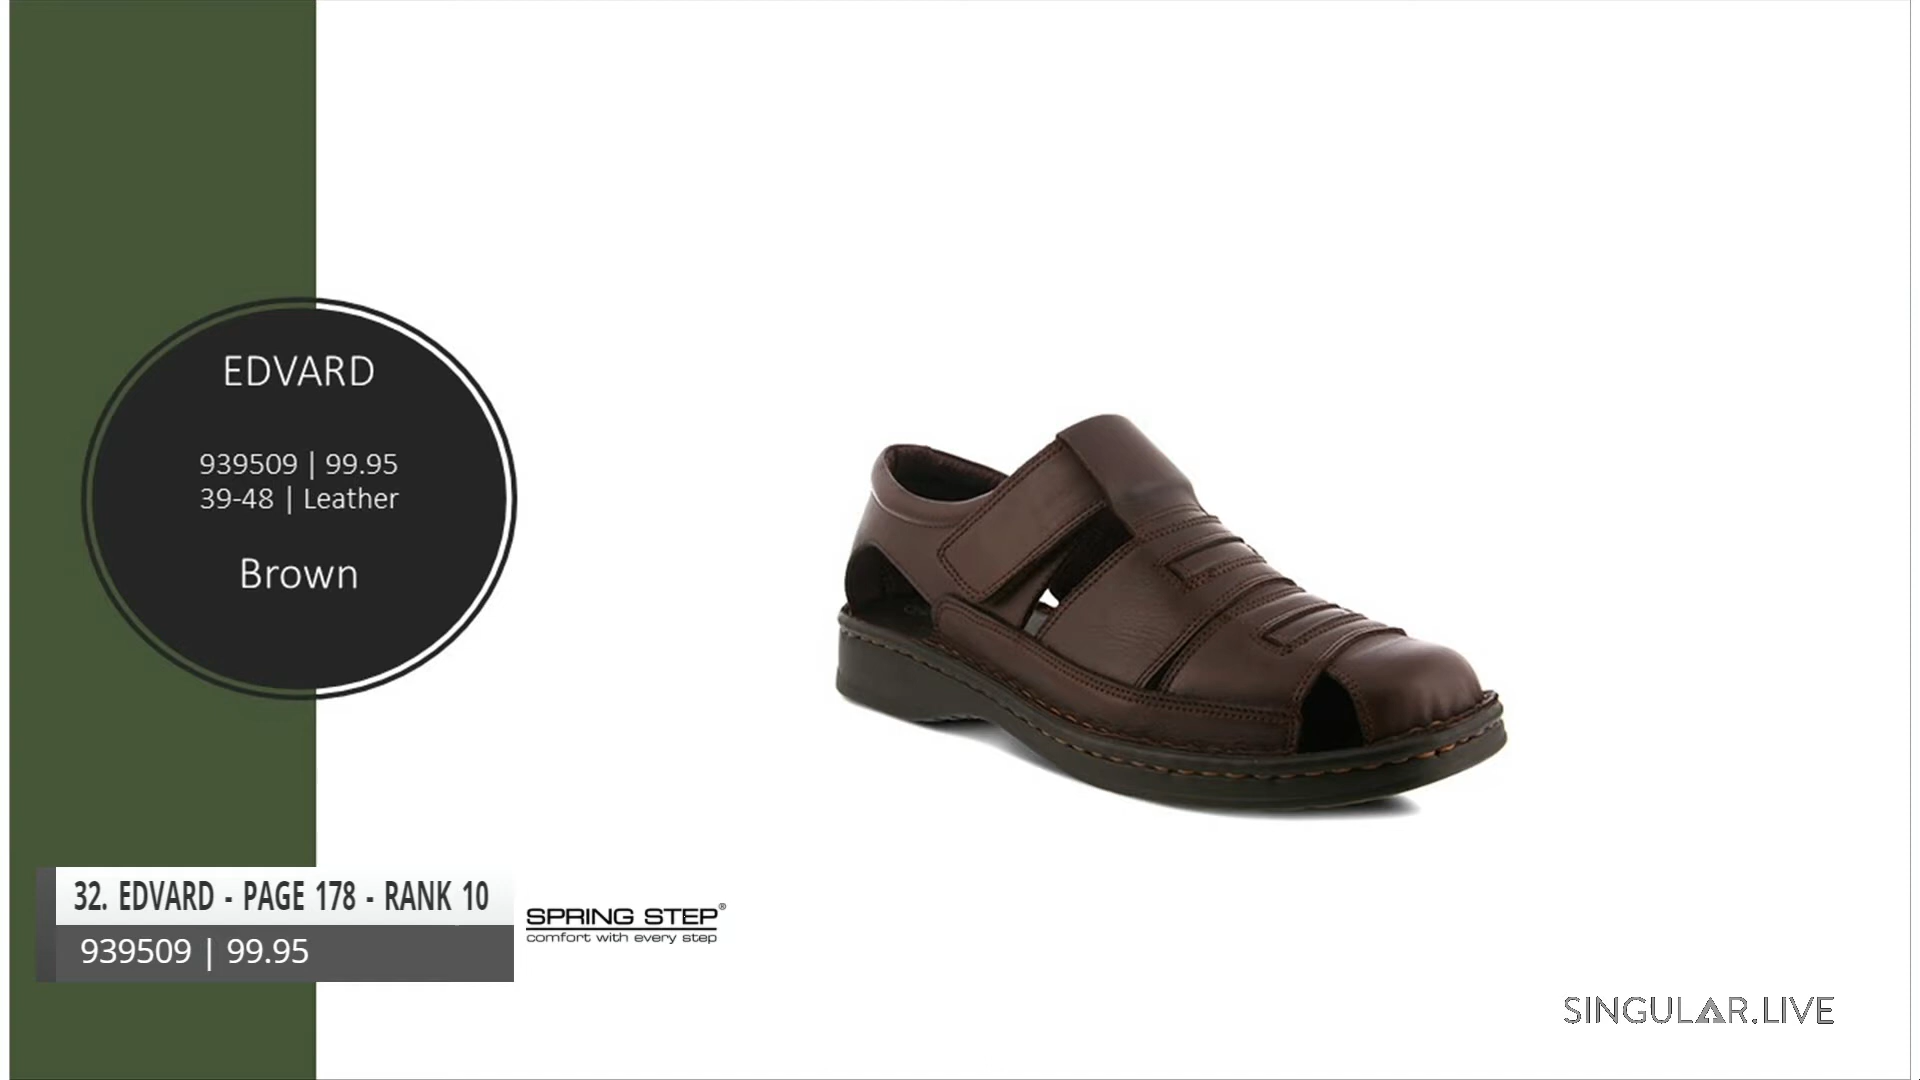 EDVARD
939509 | 99.95
39-48 | Leather
Brown
32. EDVARD - PAGE 178 - RANK 10
939509 | 99.95
SPRING STEP®
comfort with every step
SINGULAR.LIVE